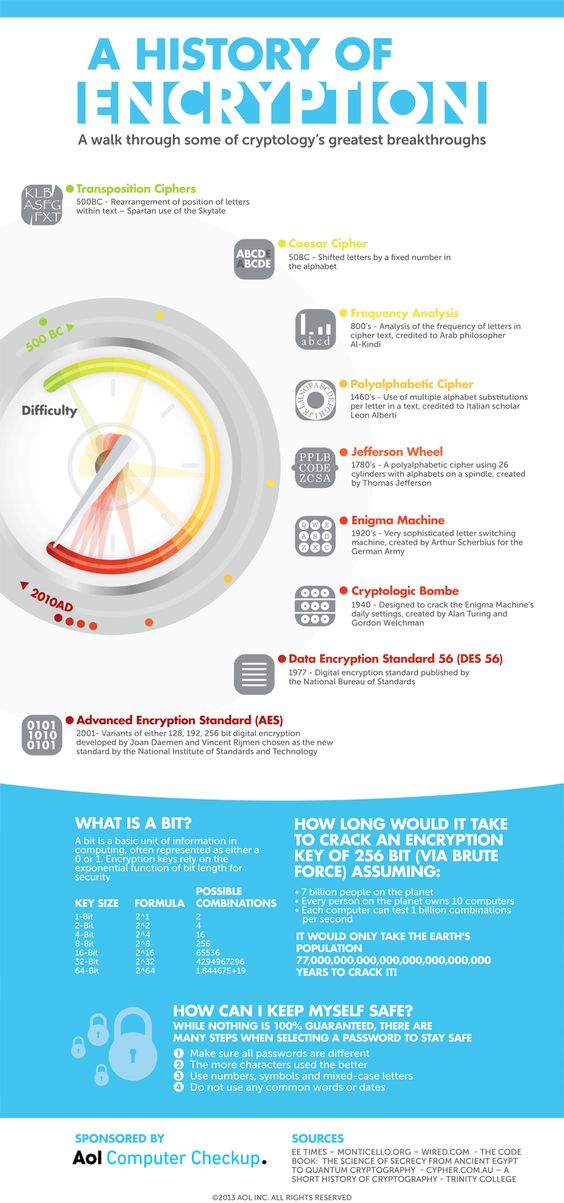 A HISTORY OF
ENCRYPTION
A walk through some of cryptology's greatest breakthroughs
KLB
ASFG
FXT
Transposition Ciphers
500BC - Rearrangement of position of letters
within text – Spartan use of the Skytale
ABCDE
ABCDE
Caesar Cipher
50BC - Shifted letters by a fixed number in
the alphabet
a b c d
Frequency Analysis
800's - Analysis of the frequency of letters in
cipher text, credited to Arab philosopher
Al-Kindi
500 BC
Difficulty
2010AD
Polyalphabetic Cipher
1460's - Use of multiple alphabet substitutions
per letter in a text, credited to Italian scholar
Leon Alberti
PPLB
CODE
ZCSA
Jefferson Wheel
1780's - A polyalphabetic cipher using 26
cylinders with alphabets on a spindle, created
by Thomas Jefferson
Q W E
A S D
Z X C
Enigma Machine
1920's - Very sophisticated letter switching
machine, created by Arthur Scherbius for the
German Army
Cryptologic Bombe
1940 - Designed to crack the Enigma Machine's
daily settings, created by Alan Turing and
Gordon Welchman
Data Encryption Standard 56 (DES 56)
1977 - Digital encryption standard published by
the National Bureau of Standards
0101
1010
0101
Advanced Encryption Standard (AES)
2001- Variants of either 128, 192, 256 bit digital encryption
developed by Joan Daemen and Vincent Rijmen chosen as the new
standard by the National Institute of Standards and Technology
WHAT IS A BIT?
A bit is a basic unit of information in
computing, often represented as either a
0 or 1. Encryption keys rely on the
exponential function of bit length for
security
KEY SIZE FORMULA POSSIBLE COMBINATIONS
1-Bit 2^1 2
2-Bit 2^2 4
4-Bit 2^4 16
8-Bit 2^8 256
16-Bit 2^16 65536
32-Bit 2^32 4294967296
64-Bit 2^64 1.84467E+19
HOW LONG WOULD IT TAKE
TO CRACK AN ENCRYPTION
KEY OF 256 BIT (VIA BRUTE
FORCE) ASSUMING:
• 7 billion people on the planet
• Every person on the planet owns 10 computers
• Each computer can test 1 billion combinations
per second
IT WOULD ONLY TAKE THE EARTH'S
POPULATION
77,000,000,000,000,000,000,000,000
YEARS TO CRACK IT!
HOW CAN I KEEP MYSELF SAFE?
WHILE NOTHING IS 100% GUARANTEED, THERE ARE
MANY STEPS WHEN SELECTING A PASSWORD TO STAY SAFE
1 Make sure all passwords are different
2 The more characters used the better
3 Use numbers, symbols and mixed-case letters
4 Do not use any common words or dates
SPONSORED BY
Aol Computer Checkup.
SOURCES
EE TIMES – MONTICELLO.ORG – WIRED.COM - THE CODE
BOOK: THE SCIENCE OF SECRECY FROM ANCIENT EGYPT
TO QUANTUM CRYPTOGRAPHY - CYPHER.COM.AU – A
SHORT HISTORY OF CRYPTOGRAPHY - TRINITY COLLEGE
©2013 AOL INC. ALL RIGHTS RESERVED